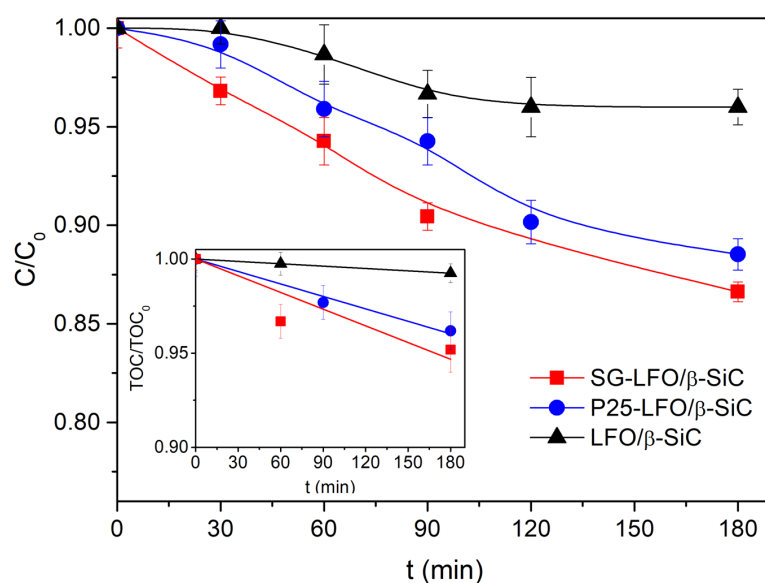 1.00
0.95
0.90
0.85
0.80
C/C₀
0 30 60 90 120 150 180
t (min)
1.00
0.95
0.90
TOC/TOC₀
0 30 60 90 120 150 180
t (min)
SG-LFO/β-SiC
P25-LFO/β-SiC
LFO/β-SiC